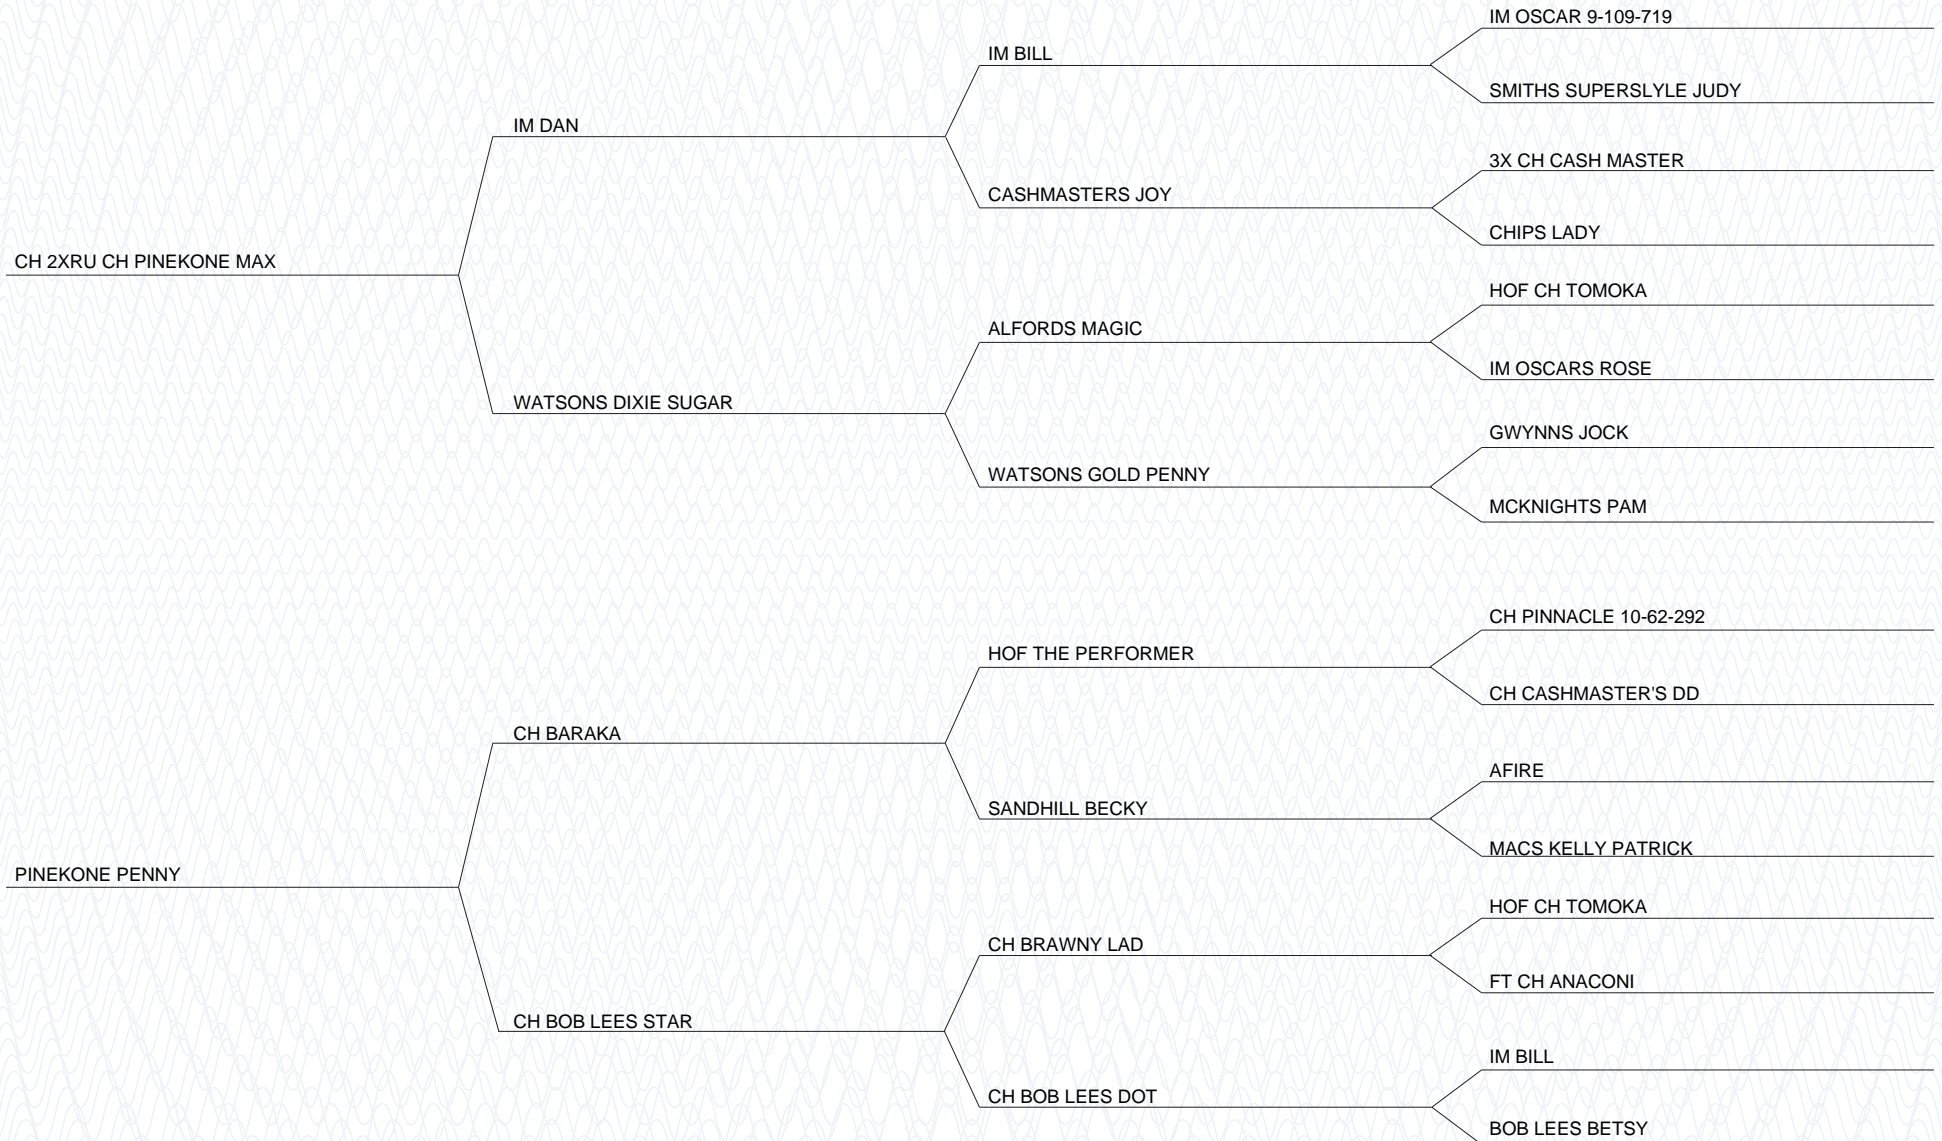 IM OSCAR 9-109-719
IM BILL
SMITHS SUPERSLYLE JUDY
IM DAN
3X CH CASH MASTER
CASHMASTERS JOY
CHIPS LADY
CH 2XRU CH PINEKONE MAX
HOF CH TOMOKA
ALFORDS MAGIC
IM OSCARS ROSE
WATSONS DIXIE SUGAR
GWYNNS JOCK
WATSONS GOLD PENNY
MCKNIGHTS PAM
CH PINNACLE 10-62-292
HOF THE PERFORMER
CH CASHMASTER'S DD
CH BARAKA
AFIRE
SANDHILL BECKY
MACS KELLY PATRICK
PINEKONE PENNY
HOF CH TOMOKA
CH BRAWNY LAD
FT CH ANACONI
CH BOB LEES STAR
IM BILL
CH BOB LEES DOT
BOB LEES BETSY